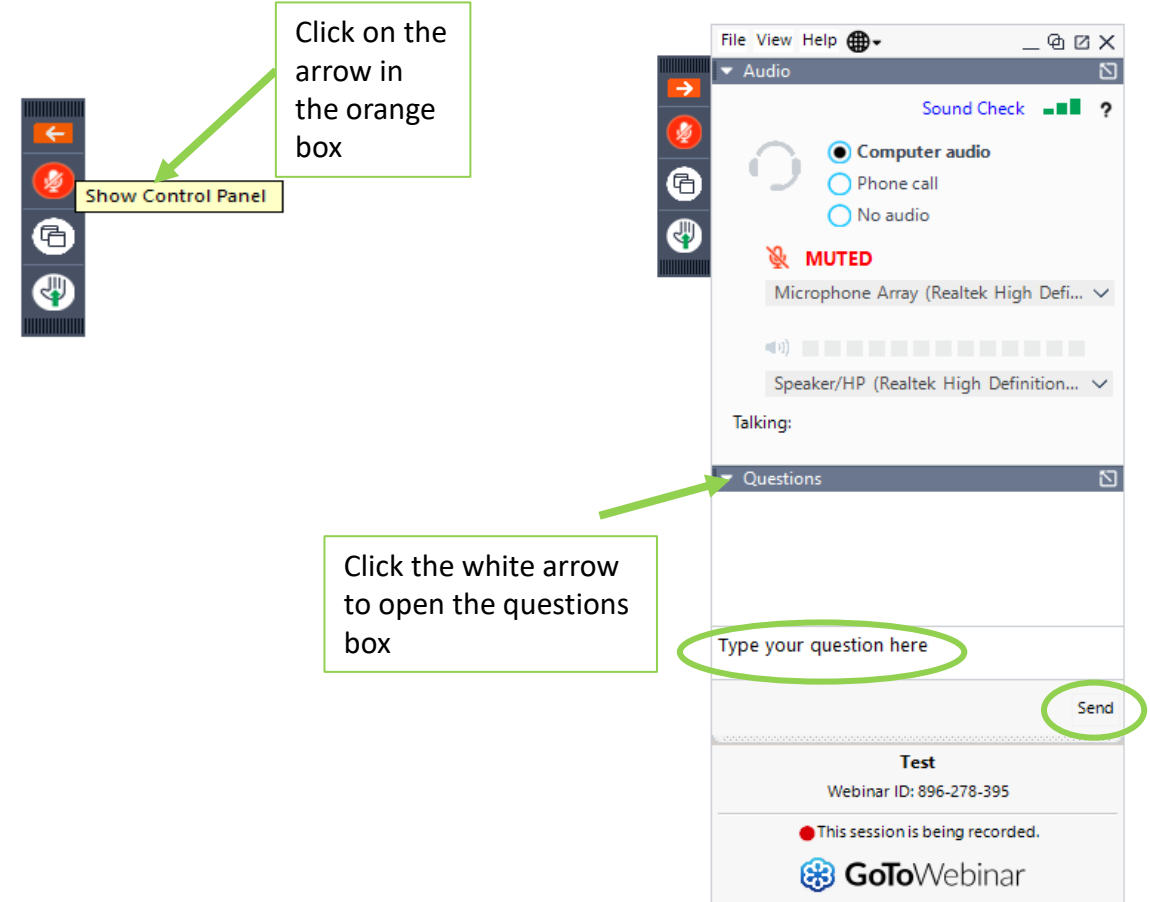 Click on the
arrow in
the orange
box
Show Control Panel
File View Help
Audio
Sound Check ?
Computer audio
Phone call
No audio
MUTED
Microphone Array (Realtek High Defi...
Speaker/HP (Realtek High Definition...
Talking:
Questions
Click the white arrow
to open the questions
box
Type your question here
Send
Test
Webinar ID: 896-278-395
This session is being recorded.
GoToWebinar